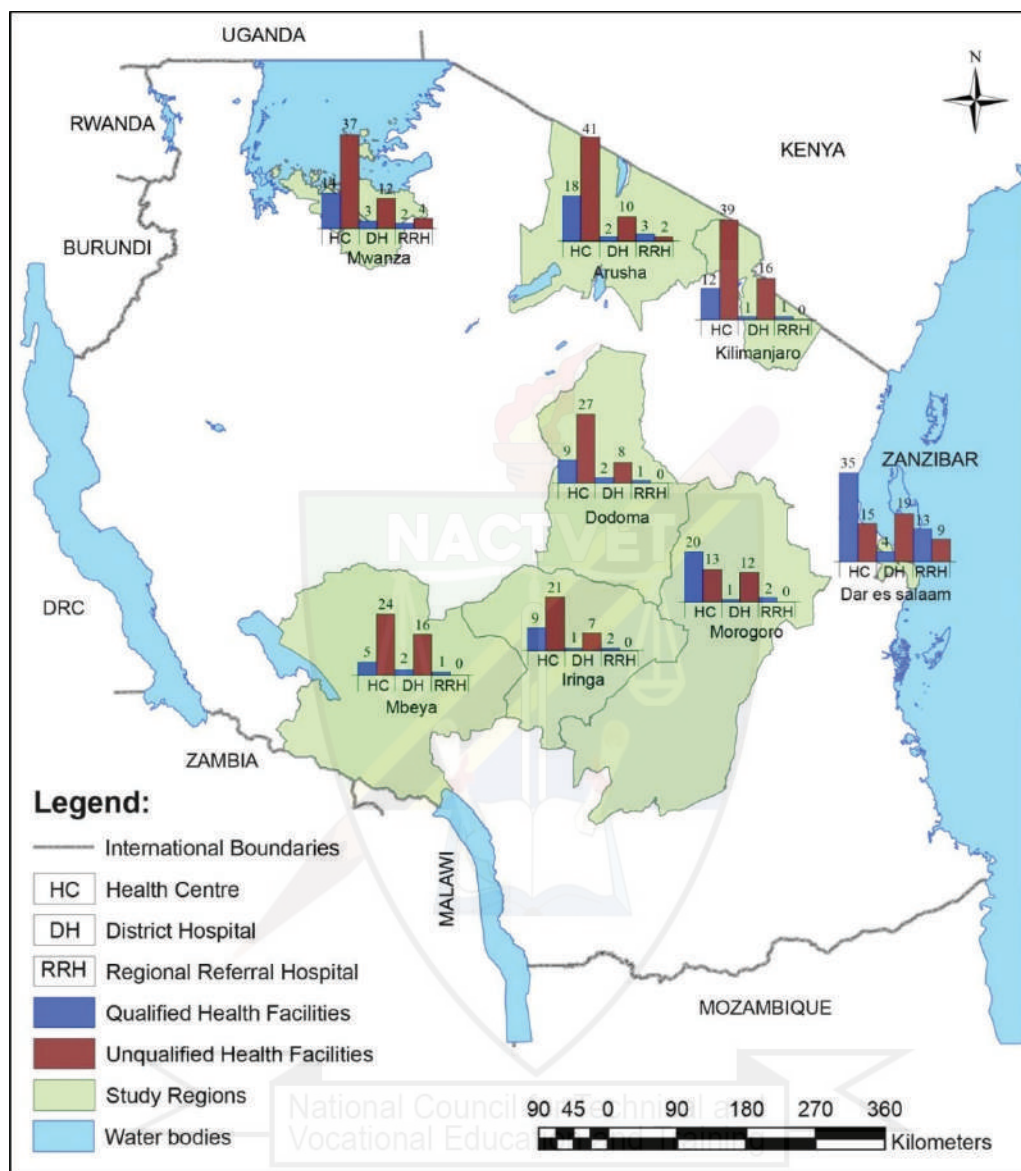 UGANDA
N
RWANDA
KENYA
BURUNDI
37
14
3
12
2
4
HC DH RRH
Mwanza
41
18
2
10
3
2
HC DH RRH
Arusha
39
12
1
16
1
0
HC DH RRH
Kilimanjaro
27
9
2
8
1
0
HC DH RRH
Dodoma
ZANZIBAR
35
15
4
19
13
9
HC DH RRH
Dar es salaam
NACTVET
20
13
1
12
2
0
HC DH RRH
Morogoro
DRC
24
5
2
16
1
0
HC DH RRH
Mbeya
21
9
1
7
2
0
HC DH RRH
Iringa
ZAMBIA
MALAWI
MOZAMBIQUE
Legend:
International Boundaries
HC Health Centre
DH District Hospital
RRH Regional Referral Hospital
Qualified Health Facilities
Unqualified Health Facilities
Study Regions
Water bodies
National Council for Technical and
Vocational Education and Training
90 45 0 90 180 270 360
Kilometers